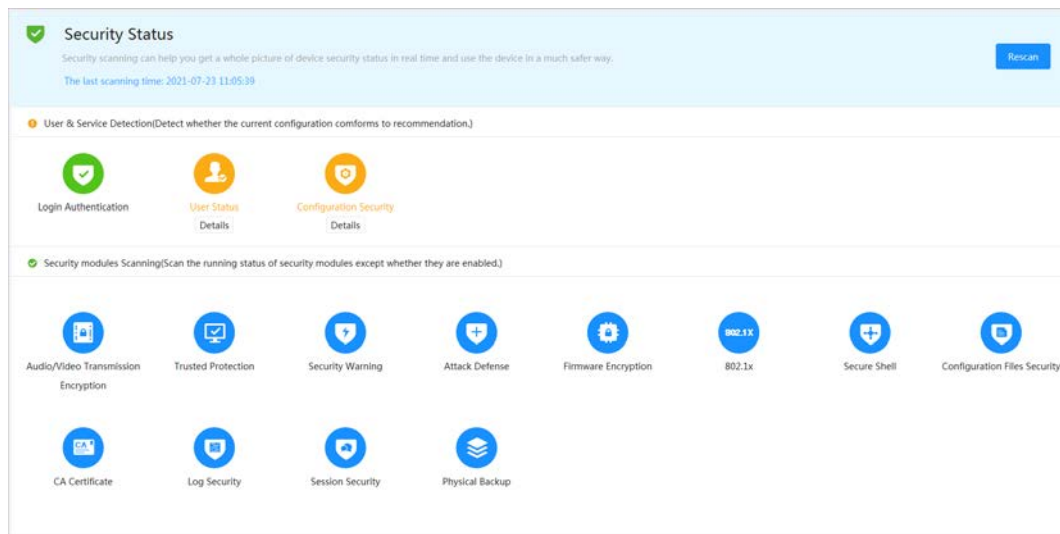 Security Status
Security scanning can help you get a whole picture of device security status in real time and use the device in a much safer way.
Rescan
The last scanning time: 2021-07-23 11:05:39
User & Service Detection(Detect whether the current configuration comforms to recommendation.)
Login Authentication
User Status
Configuration Security
Details
Details
Security modules Scanning(Scan the running status of security modules except whether they are enabled.)
802.1X
Audio/Video Transmission
Encryption
Trusted Protection
Security Warning
Attack Defense
Firmware Encryption
802.1x
Secure Shell
Configuration Files Security
CA
CA Certificate
Log Security
Session Security
Physical Backup